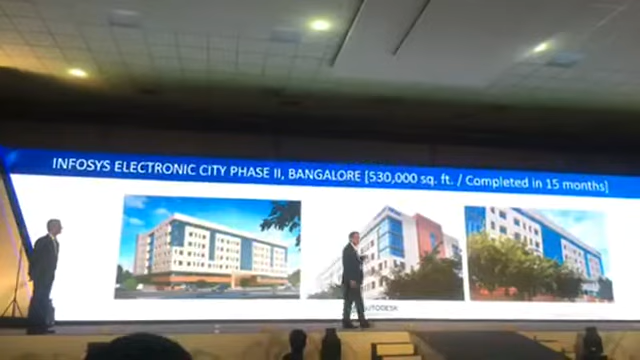 INFOSYS ELECTRONIC CITY PHASE II, BANGALORE [530,000 sq. ft. / Completed in 15 months]
AUTODESK